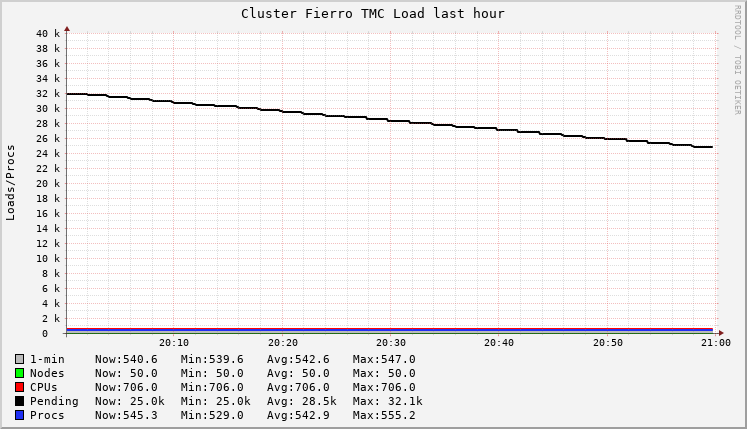 Cluster Fierro TMC Load last hour
RRDTOOL / TOBI OETIKER
Loads/Procs
40 k
38 k
36 k
34 k
32 k
30 k
28 k
26 k
24 k
22 k
20 k
18 k
16 k
14 k
12 k
10 k
8 k
6 k
4 k
2 k
0
20:10 20:20 20:30 20:40 20:50 21:00
1-min Now:540.6 Min:539.6 Avg:542.6 Max:547.0
Nodes Now: 50.0 Min: 50.0 Avg: 50.0 Max: 50.0
CPUs Now:706.0 Min:706.0 Avg:706.0 Max:706.0
Pending Now: 25.0k Min: 25.0k Avg: 28.5k Max: 32.1k
Procs Now:545.3 Min:529.0 Avg:542.9 Max:555.2